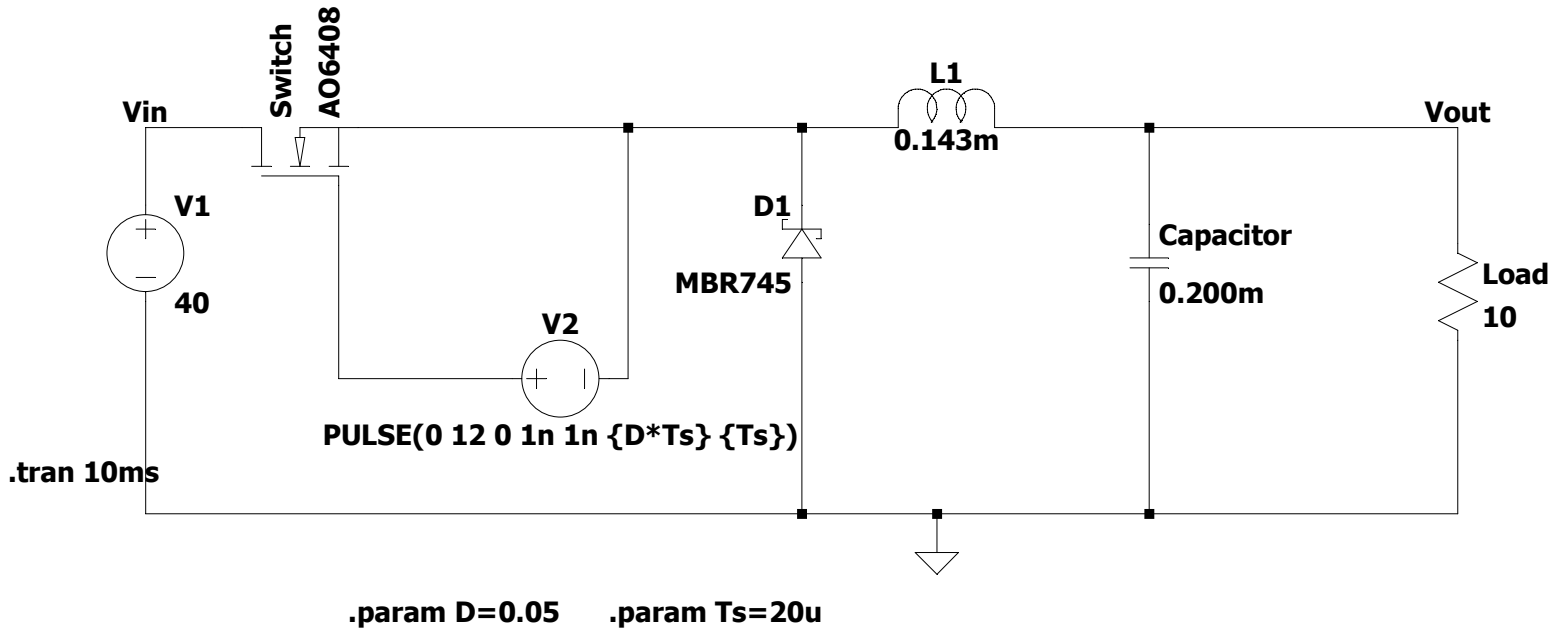 Switch
AO6408
L1
Vin
0.143m
Vout
V1
D1
Capacitor
Load
MBR745
0.200m
40
10
V2
PULSE(0 12 0 1n 1n {D*Ts} {Ts})
.tran 10ms
.param D=0.05 .param Ts=20u